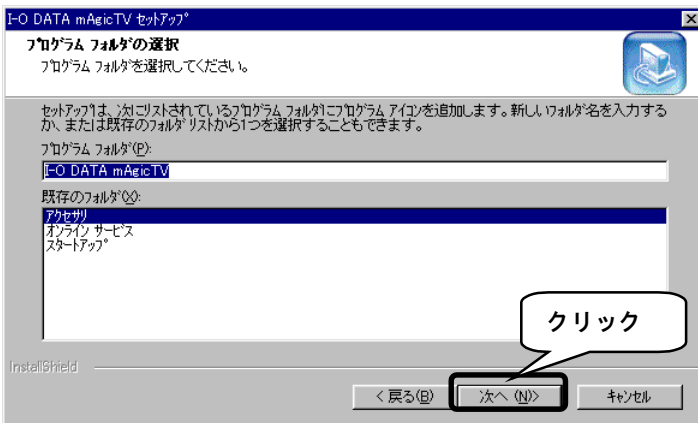 I-O DATA mAgicTV ｾｯﾄｱｯﾌﾟ
ﾌﾟﾛｸﾞﾗﾑ ﾌｫﾙﾀﾞの選択
ﾌﾟﾛｸﾞﾗﾑ ﾌｫﾙﾀﾞを選択してください。
ｾｯﾄｱｯﾌﾟは、次にﾘｽﾄされているﾌﾟﾛｸﾞﾗﾑ ﾌｫﾙﾀﾞにﾌﾟﾛｸﾞﾗﾑ ｱｲｺﾝを追加します。新しいﾌｫﾙﾀﾞ名を入力する
か、または既存のﾌｫﾙﾀﾞ ﾘｽﾄから1つを選択することもできます。
ﾌﾟﾛｸﾞﾗﾑ ﾌｫﾙﾀﾞ(P):
I-O DATA mAgicTV
既存のﾌｫﾙﾀﾞ(X):
ｱｸｾｻﾘ
ｵﾝﾗｲﾝ ｻｰﾋﾞｽ
ｽﾀｰﾄｱｯﾌﾟ
クリック
InstallShield
< 戻る(B)
次へ (N)>
ｷｬﾝｾﾙ